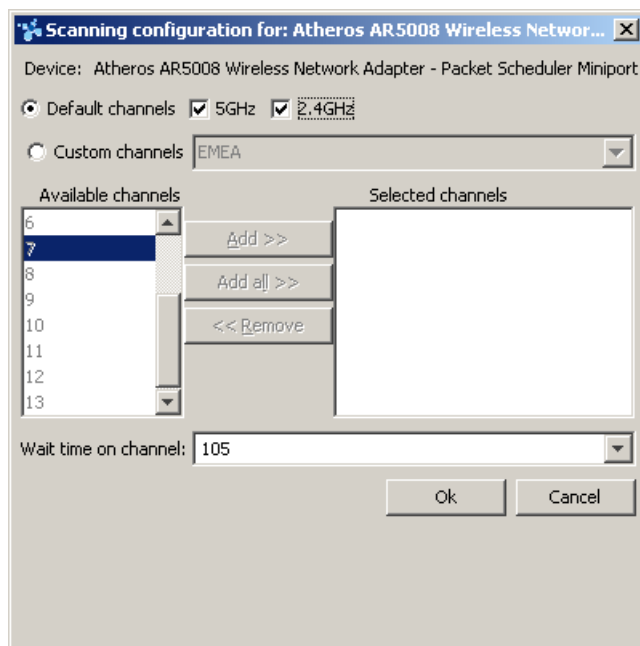 Scanning configuration for: Atheros AR5008 Wireless Networ...
Device: Atheros AR5008 Wireless Network Adapter - Packet Scheduler Miniport
Default channels 5GHz 2.4GHz
Custom channels EMEA
Available channels
Selected channels
6
7
8
9
10
11
12
13
Add >>
Add all >>
<< Remove
Wait time on channel: 105
Ok
Cancel